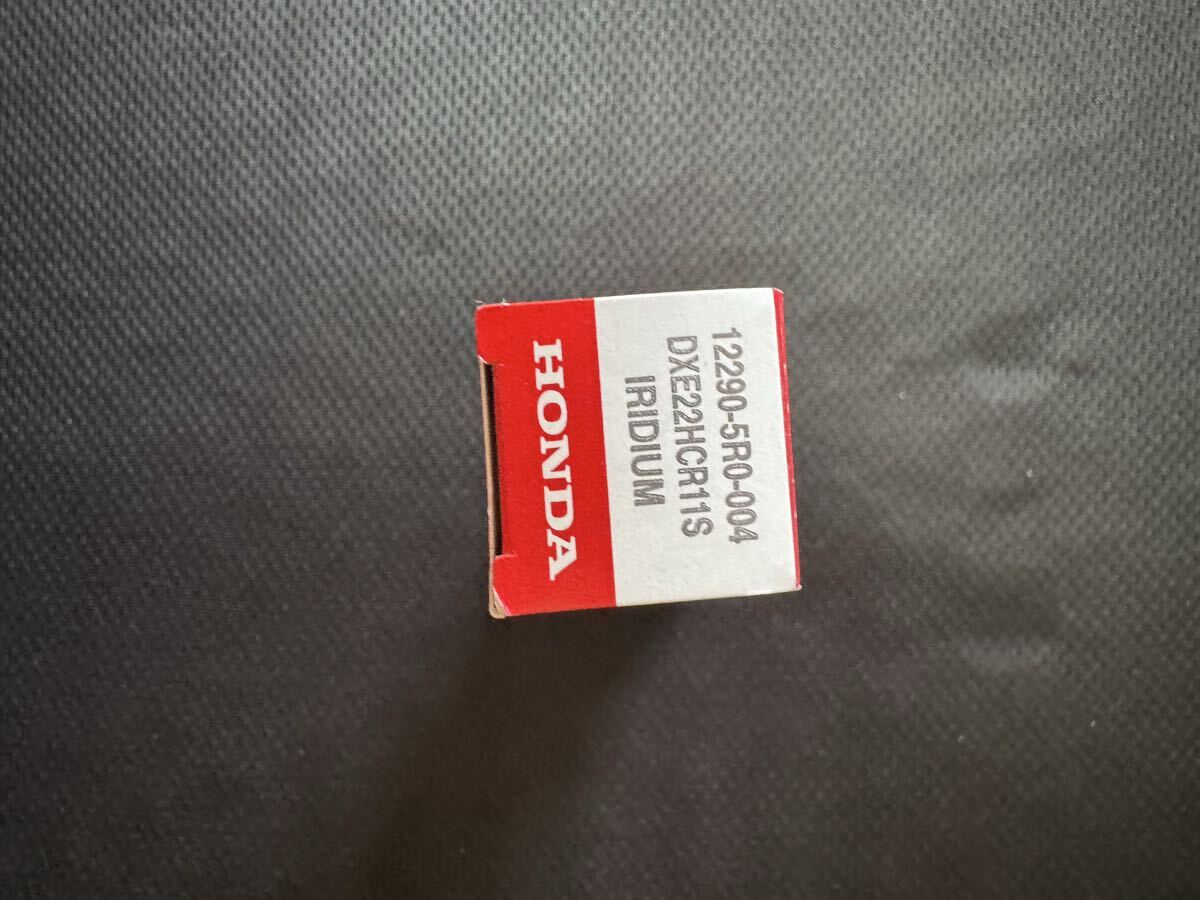 12290-5R0-004
DXE22HCR11S
IRIDIUM
HONDA